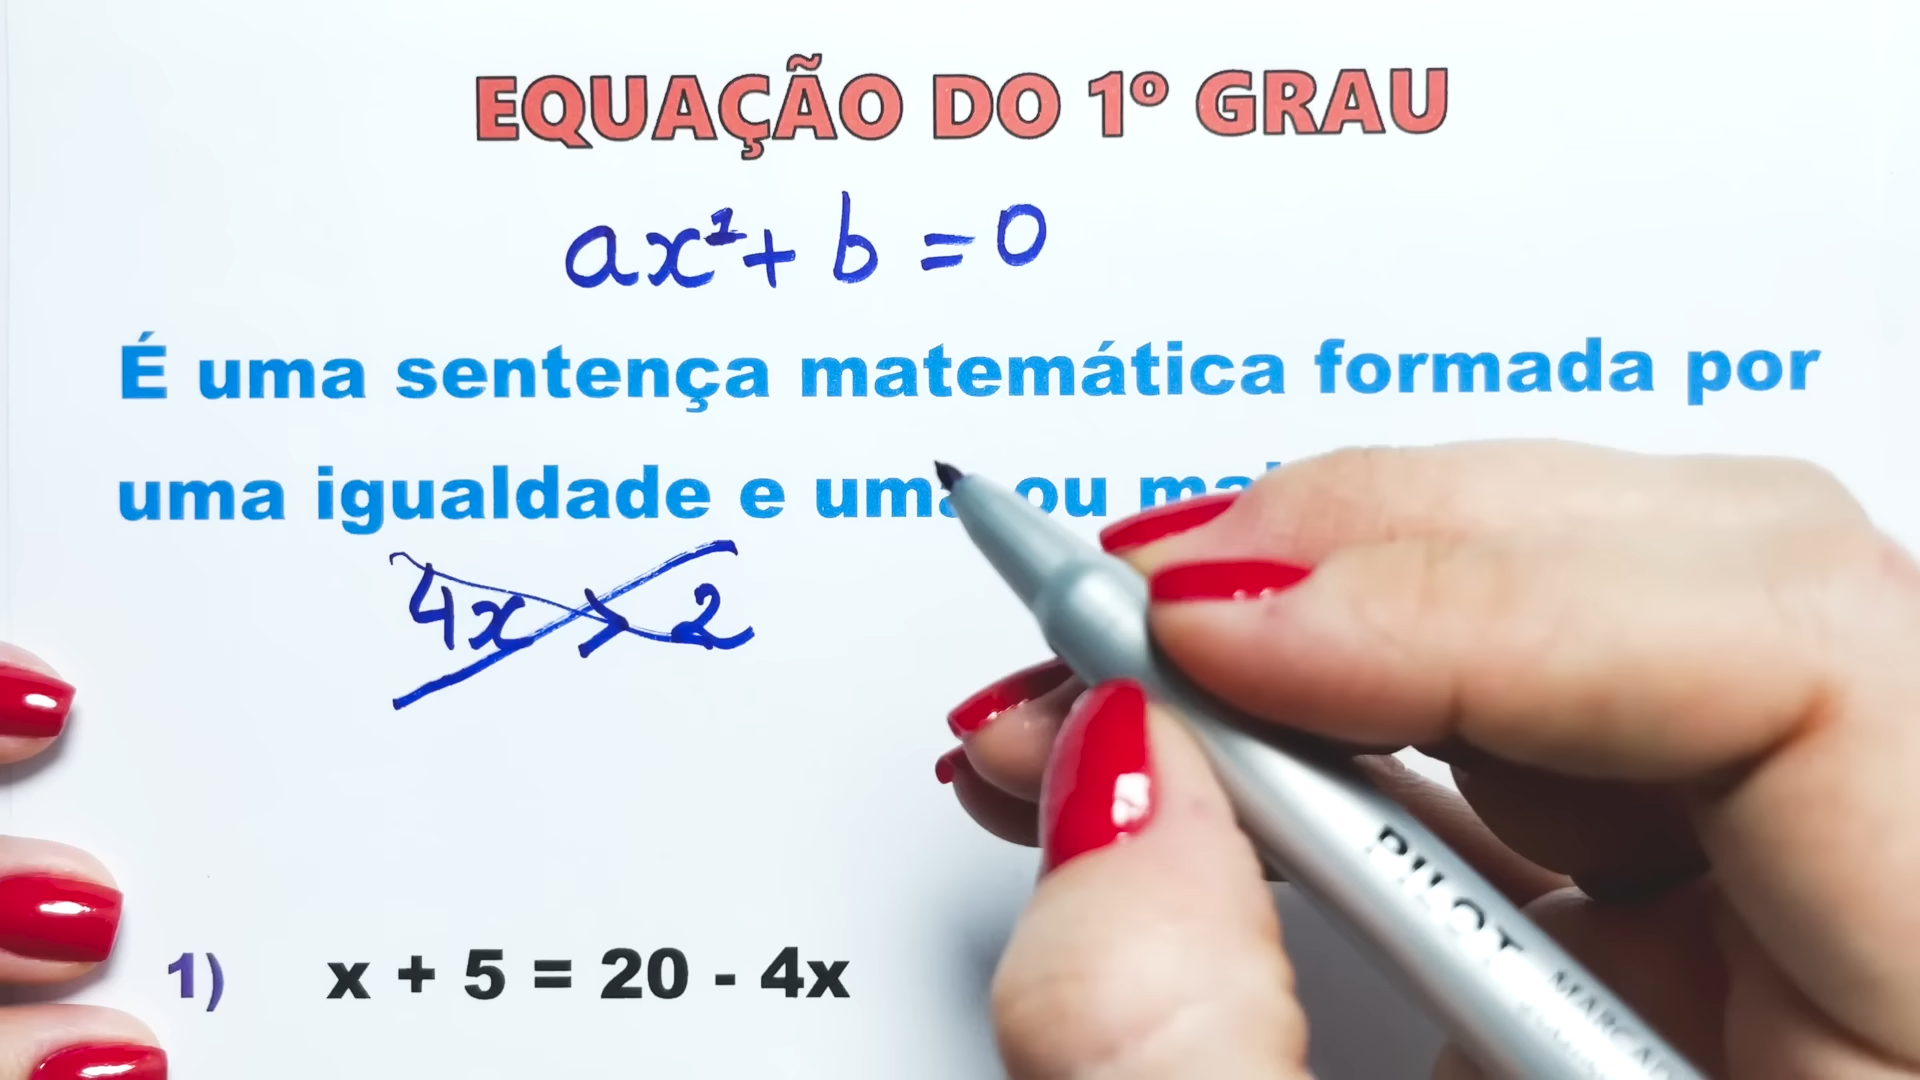 EQUAÇÃO DO 1º GRAU
ax¹ + b = 0
É uma sentença matemática formada por
uma igualdade e uma ou
4x > 2
1) x + 5 = 20 - 4x
PILOT